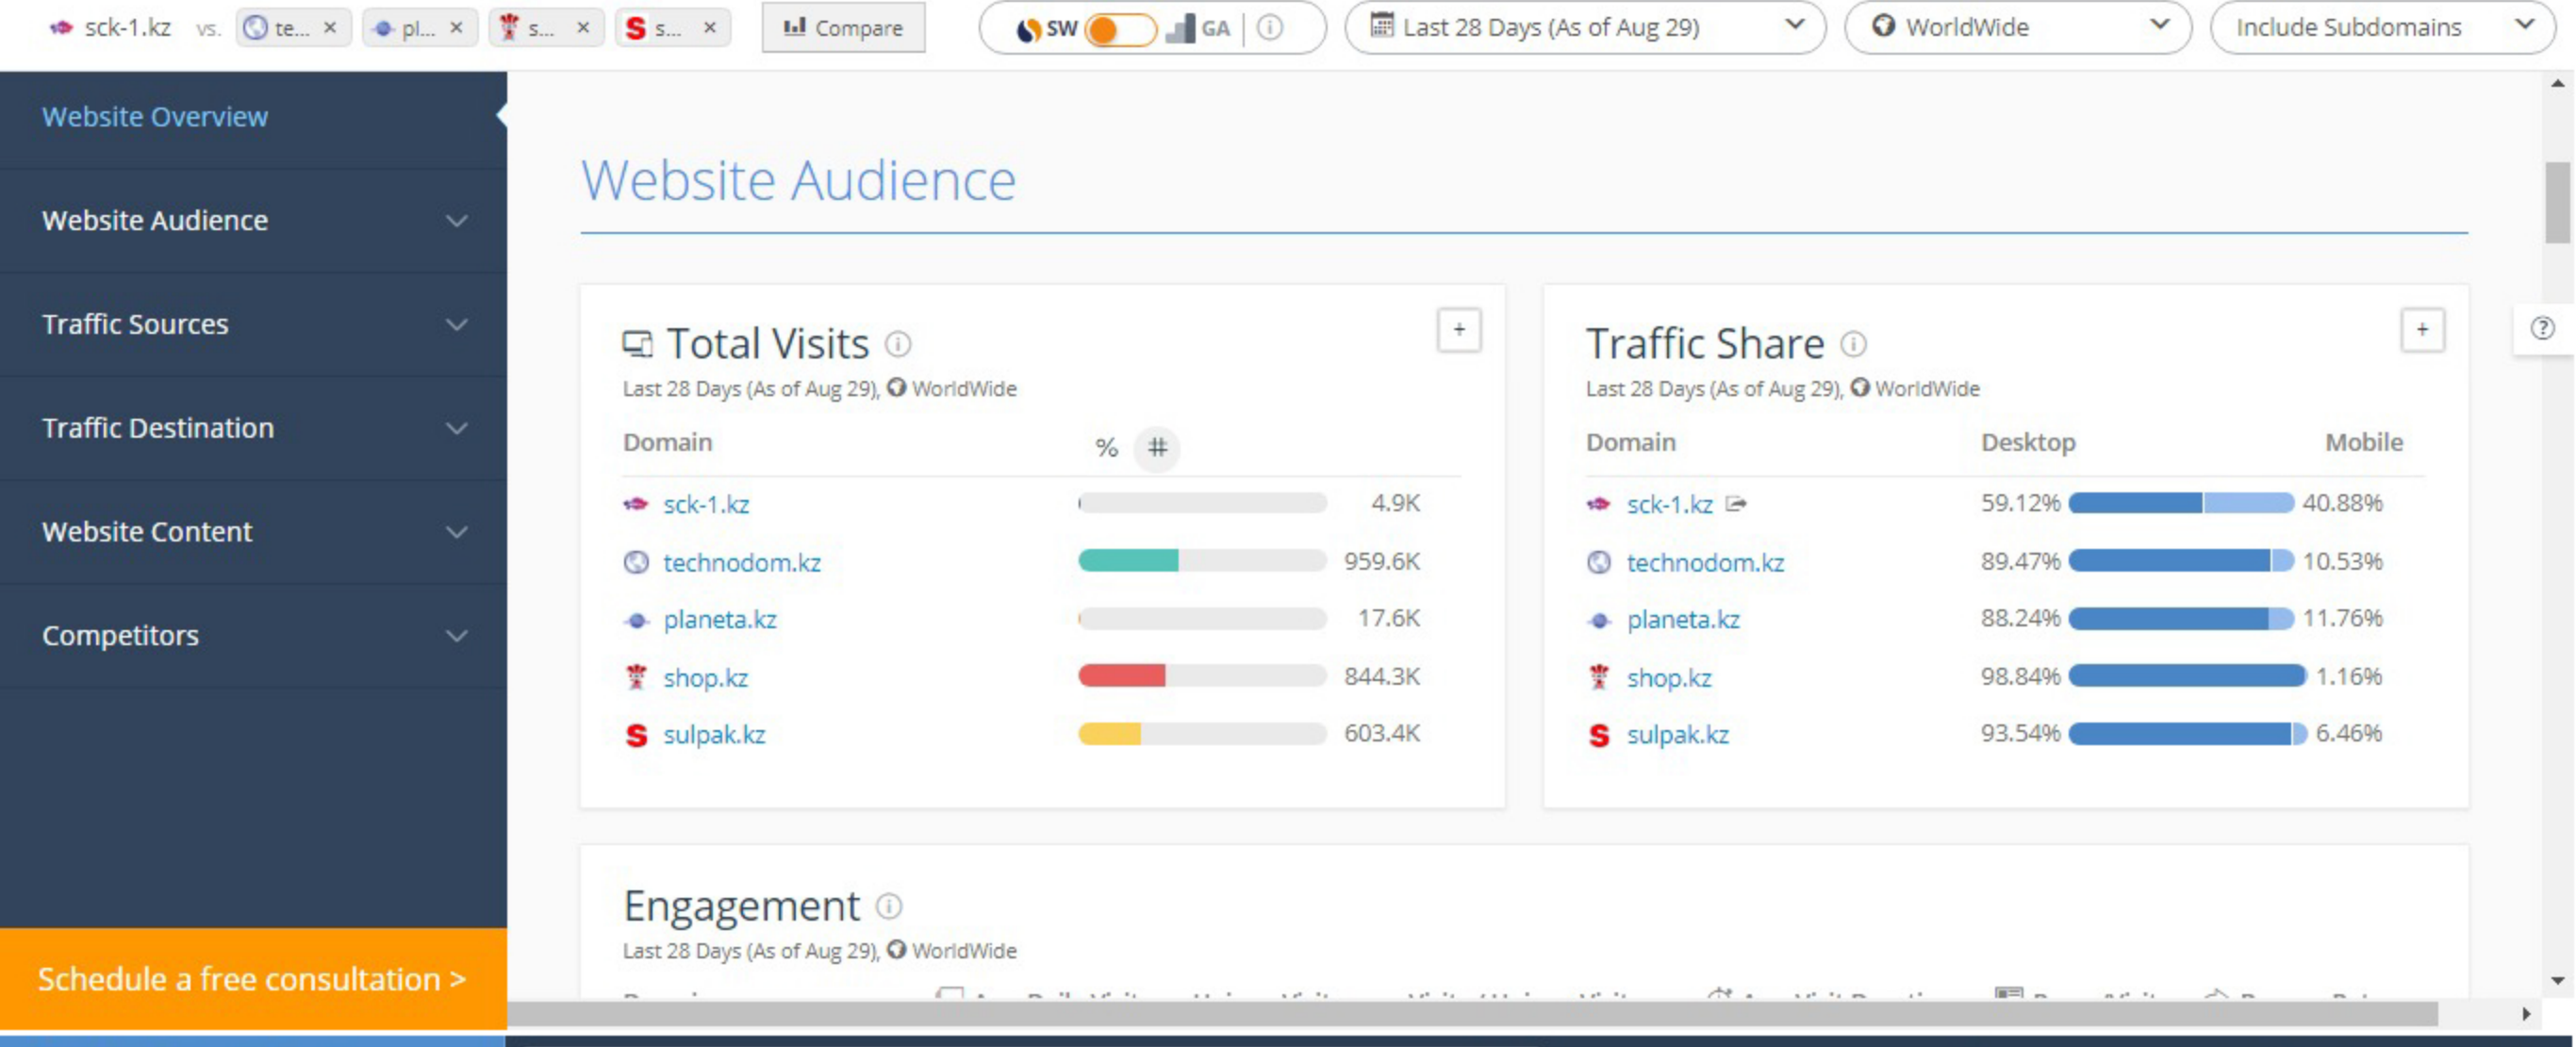 sck-1.kz vs. te... × pl... × s... × S s... × Compare SW GA Last 28 Days (As of Aug 29) WorldWide Include Subdomains
Website Overview
Website Audience
Traffic Sources
Traffic Destination
Website Content
Competitors
Schedule a free consultation >
Website Audience
Total Visits
Last 28 Days (As of Aug 29), WorldWide
Domain % #
sck-1.kz 4.9K
technodom.kz 959.6K
planeta.kz 17.6K
shop.kz 844.3K
S sulpak.kz 603.4K
Traffic Share
Last 28 Days (As of Aug 29), WorldWide
Domain Desktop Mobile
sck-1.kz 59.12% 40.88%
technodom.kz 89.47% 10.53%
planeta.kz 88.24% 11.76%
shop.kz 98.84% 1.16%
S sulpak.kz 93.54% 6.46%
Engagement
Last 28 Days (As of Aug 29), WorldWide